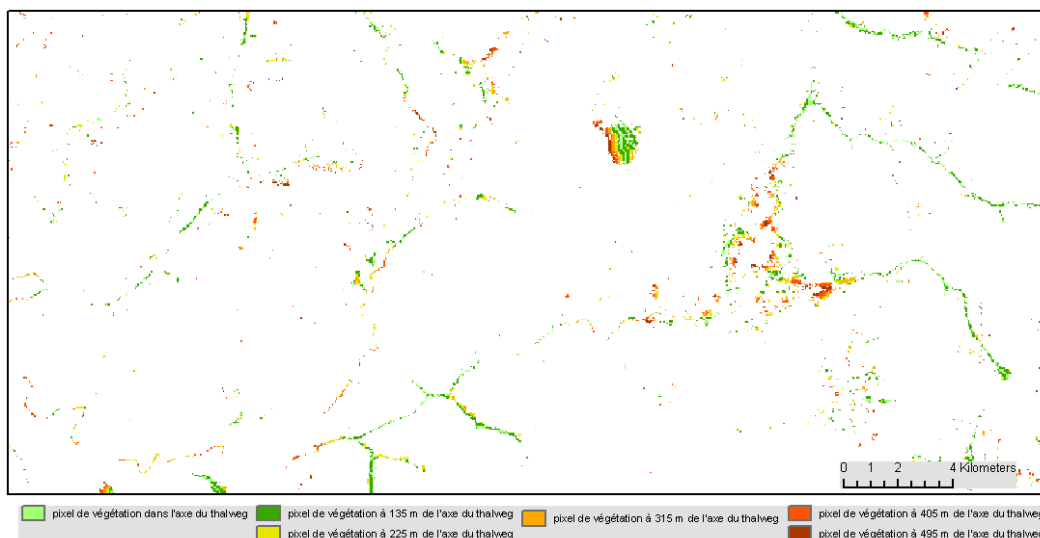 0 1 2 4 Kilometers
pixel de végétation dans l'axe du thalweg
pixel de végétation à 135 m de l'axe du thalweg
pixel de végétation à 315 m de l'axe du thalweg
pixel de végétation à 405 m de l'axe du thalweg
pixel de végétation à 225 m de l'axe du thalweg
pixel de végétation à 495 m de l'axe du thalweg